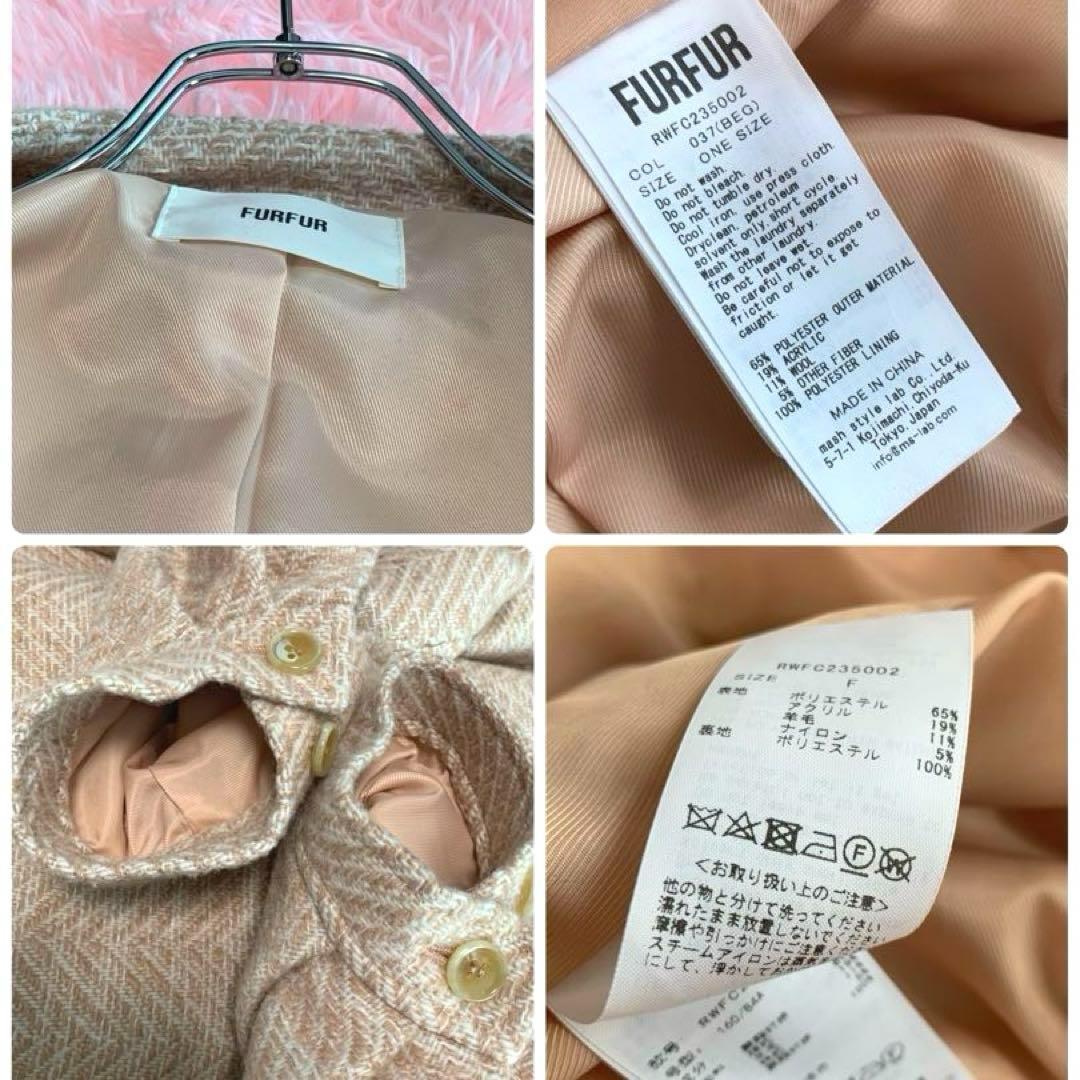 FURFUR
FURFUR
RWFC235002
COL 037(BEG)
SIZE ONE SIZE
Do not wash.
Do not bleach.
Do not tumble dry
Cool iron, use press cloth.
Dryclean, petroleum
solvent only,short cycle
Wash the laundry separately
from other laundry.
Do not leave wet.
Be careful not to expose to
friction or let it get
caught.
65% POLYESTER OUTER MATERIAL
19% ACRYLIC
11% WOOL
5% OTHER FIBER
100% POLYESTER LINING
MADE IN CHINA
mash style lab Co.,Ltd.
5-7-1 Kojimachi,Chiyoda-Ku
Tokyo.Japan
info@ms-lab.com
RWFC235002
SIZE F
表地 ポリエステル 65%
アクリル 19%
羊毛 11%
ナイロン 5%
裏地 ポリエステル 100%
F
W
<お取り扱い上のご注意>
他の物と分けて洗ってください
濡れたまま放置しないでください
摩擦や引っかけにご注意くだ
スチームアイロンは
にして、浮かして
RWFC2
160/84A